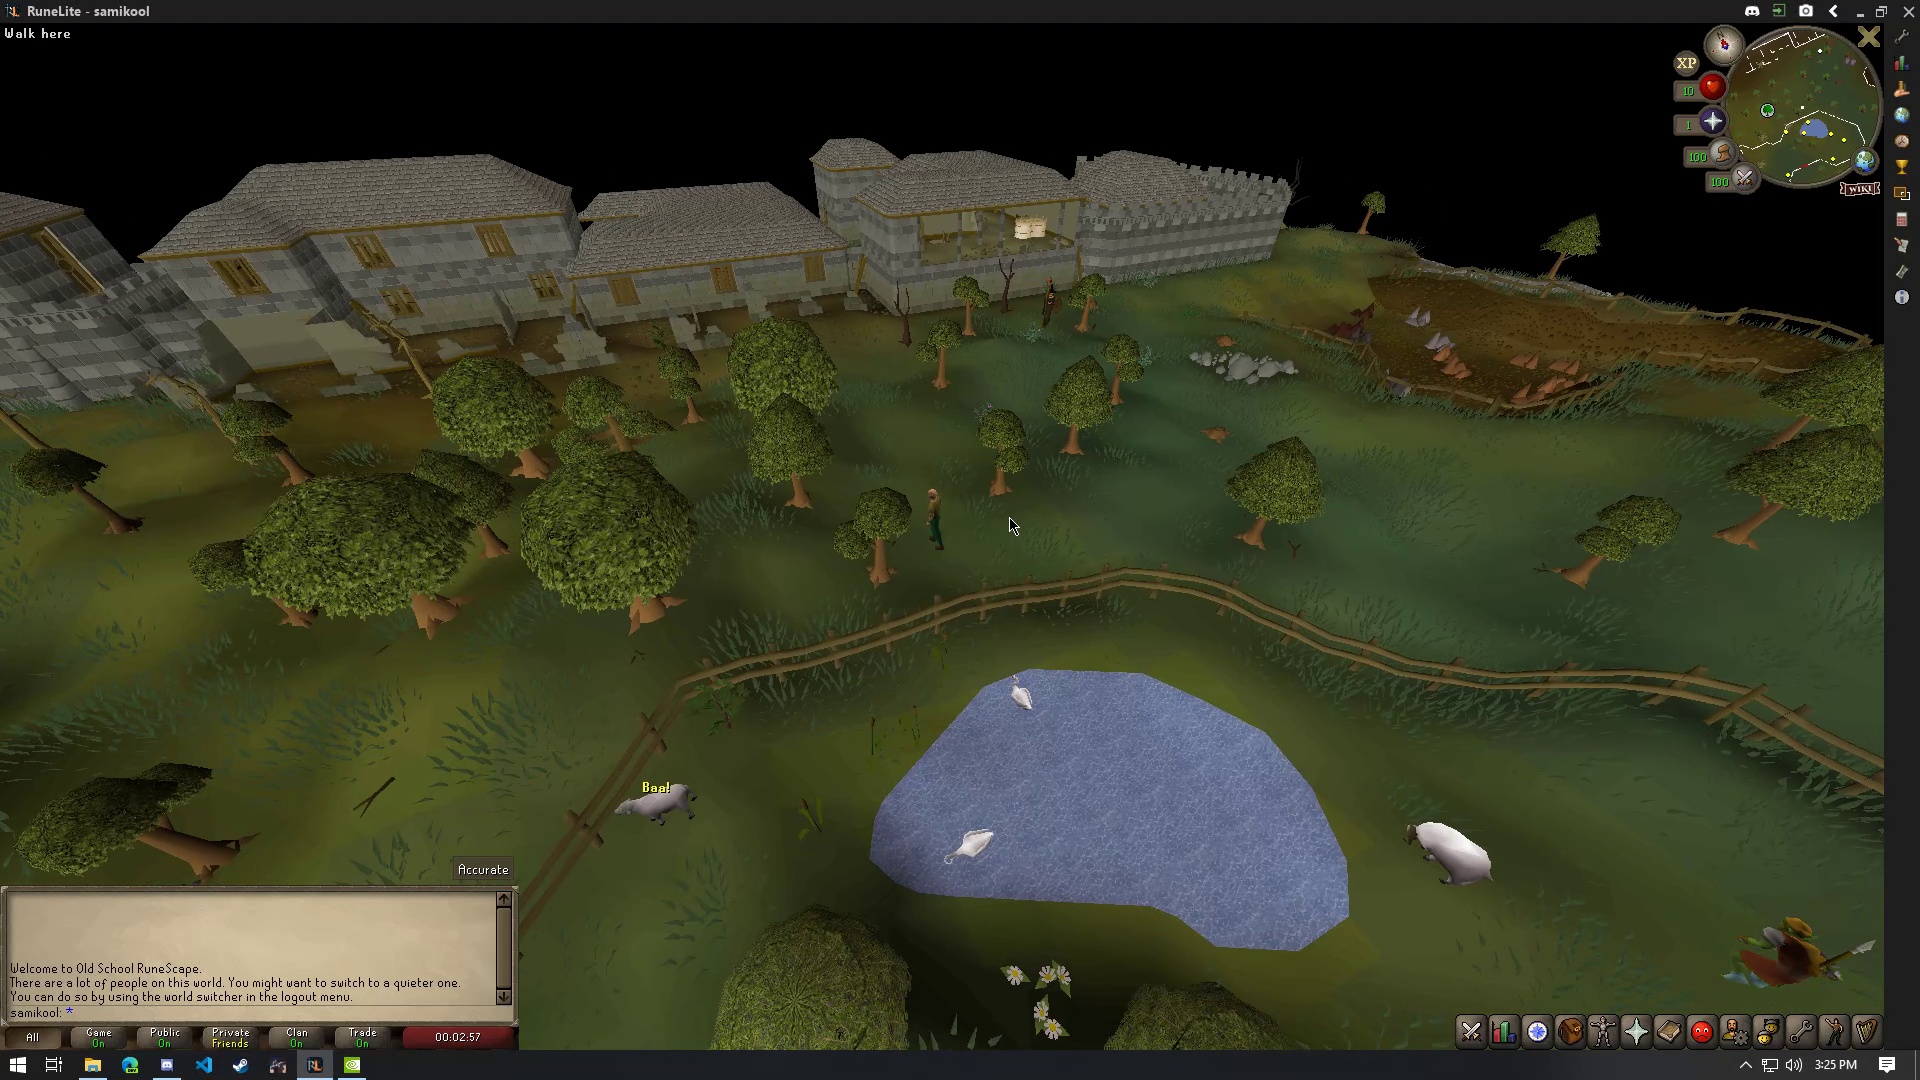 RuneLite - samikool
Walk here
XP
10
1
100
100
WIKI
Baa!
Accurate
Welcome to Old School RuneScape.
There are a lot of people on this world. You might want to switch to a quieter one.
You can do so by using the world switcher in the logout menu.
samikool: *
All
Game
On
Public
On
Private
Friends
Clan
On
Trade
On
00:02:57
3:25 PM